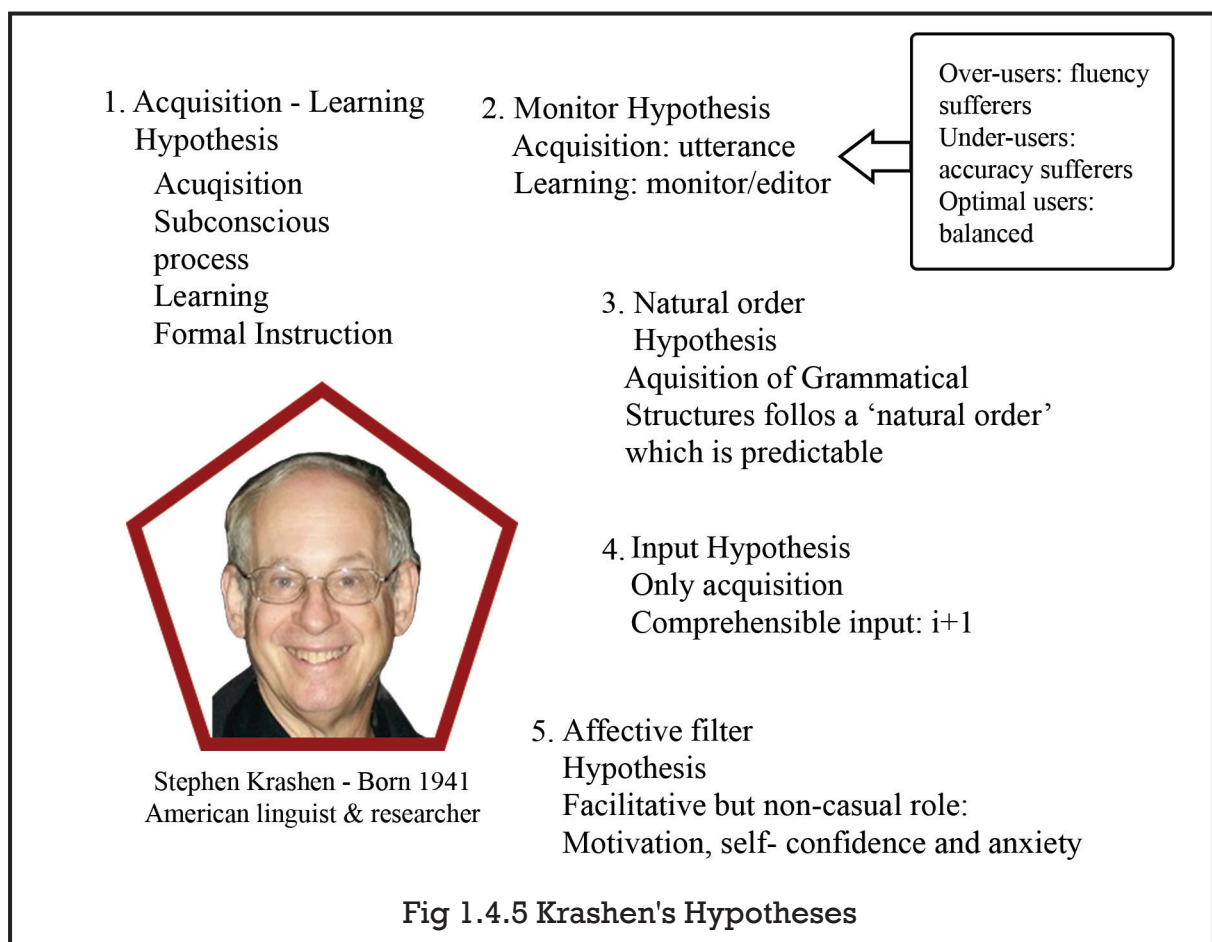 1. Acquisition - Learning
Hypothesis
Acuqisition
Subconscious
process
Learning
Formal Instruction
2. Monitor Hypothesis
Acquisition: utterance
Learning: monitor/editor
Over-users: fluency
sufferers
Under-users:
accuracy sufferers
Optimal users:
balanced
3. Natural order
Hypothesis
Aquisition of Grammatical
Structures follos a ‘natural order’
which is predictable
4. Input Hypothesis
Only acquisition
Comprehensible input: i+1
5. Affective filter
Hypothesis
Facilitative but non-casual role:
Motivation, self- confidence and anxiety
Stephen Krashen - Born 1941
American linguist & researcher
Fig 1.4.5 Krashen's Hypotheses